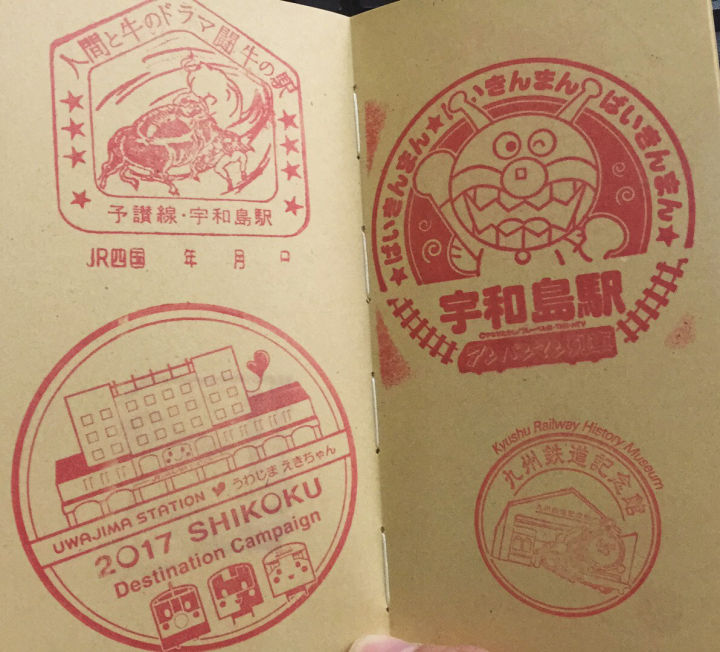 人間と牛のドラマ闘牛の駅
予讃線・宇和島駅
JR四国 年 月 日
うわじま えきちゃん
UWAJIMA STATION
2017 SHIKOKU
Destination Campaign
★ばいきんまん★ばいきんまん★ばいきんまん★
宇和島駅
アンパンマン列車
Kyushu Railway History Museum
九州鉄道記念館